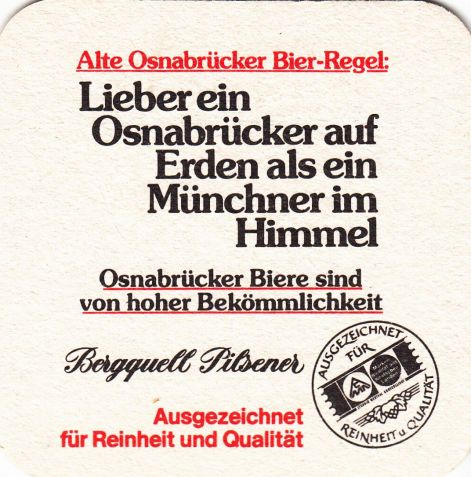 Alte Osnabrücker Bier-Regel:
Lieber ein
Osnabrücker auf
Erden als ein
Münchner im
Himmel
Osnabrücker Biere sind
von hoher Bekömmlichkeit
Bergquell Pilsener
Ausgezeichnet
für Reinheit und Qualität
AUSGEZEICHNET
FÜR
REINHEIT u QUALITÄT